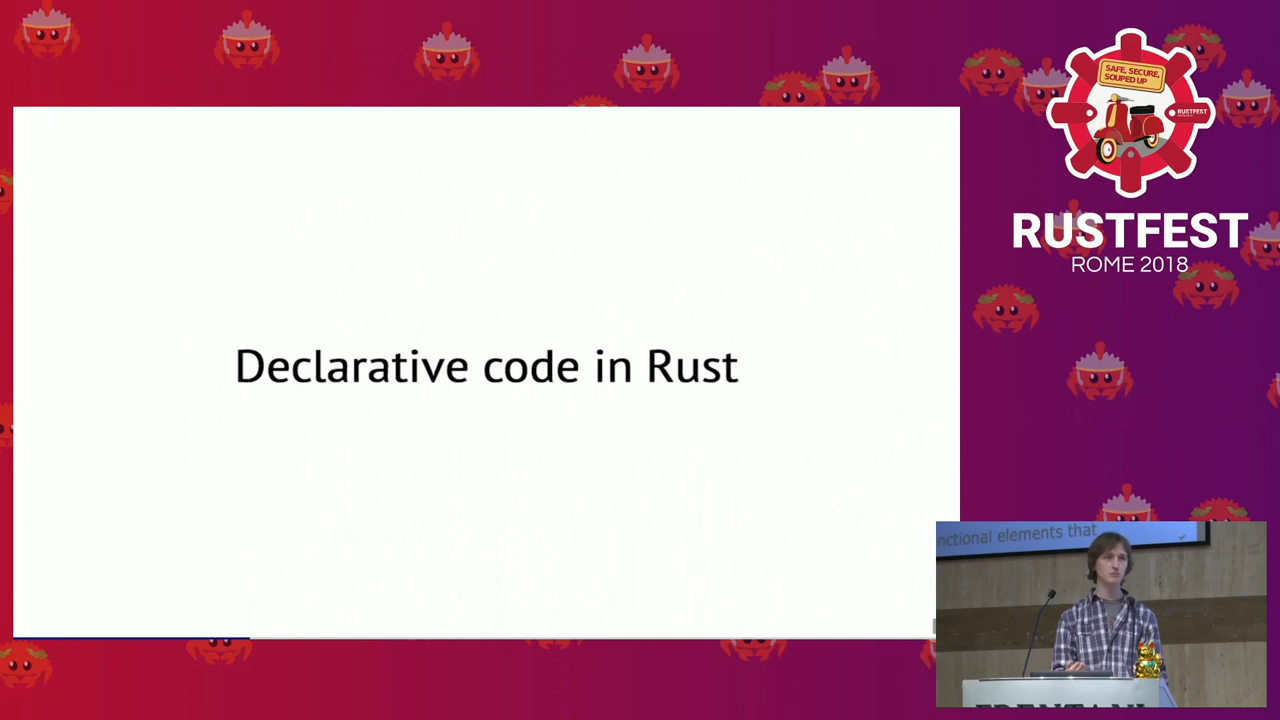 Declarative code in Rust
SAFE, SECURE,
SOUPED UP
RUSTFEST
RUSTFEST
ROME 2018
nctional elements that